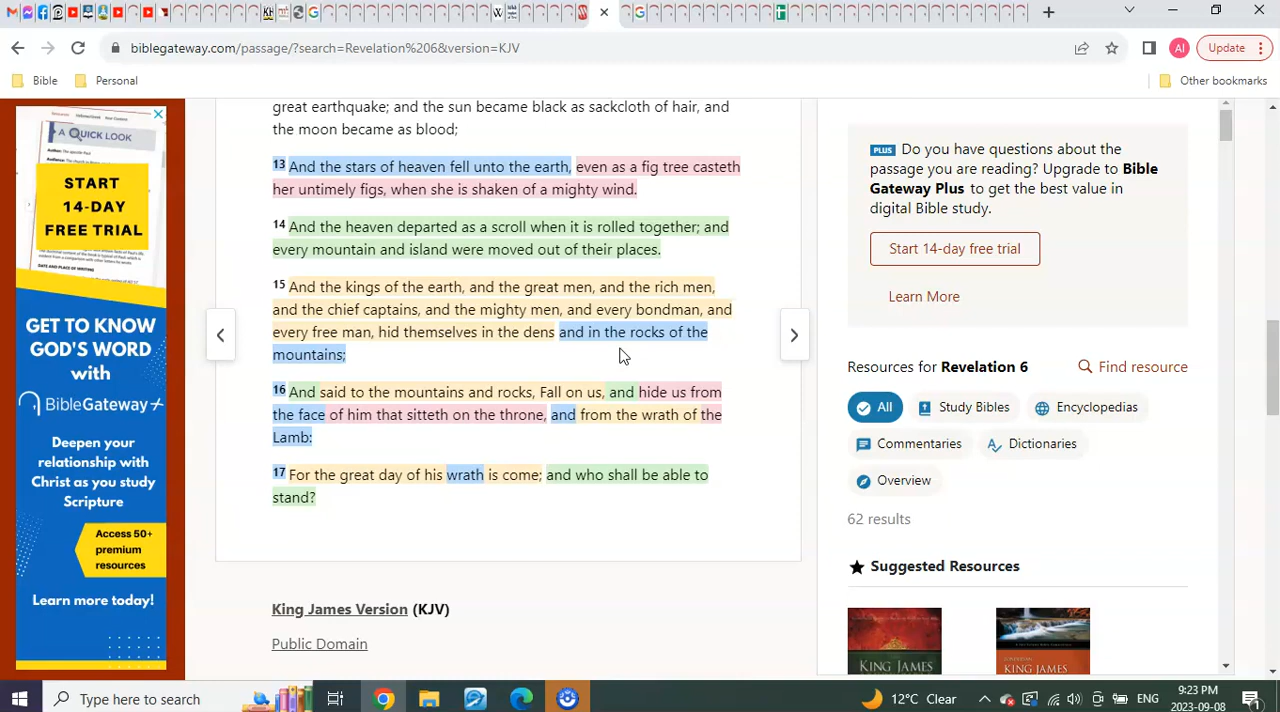 biblegateway.com/passage/?search=Revelation%206&version=KJV
AI
Update
Bible
Personal
Other bookmarks
A QUICK LOOK
START
14-DAY
FREE TRIAL
GET TO KNOW
GOD'S WORD
with
BibleGateway+
Deepen your
relationship with
Christ as you study
Scripture
Access 50+
premium
resources
Learn more today!
great earthquake; and the sun became black as sackcloth of hair, and
the moon became as blood;
13 And the stars of heaven fell unto the earth, even as a fig tree casteth
her untimely figs, when she is shaken of a mighty wind.
14 And the heaven departed as a scroll when it is rolled together; and
every mountain and island were moved out of their places.
15 And the kings of the earth, and the great men, and the rich men,
and the chief captains, and the mighty men, and every bondman, and
every free man, hid themselves in the dens and in the rocks of the
mountains;
16 And said to the mountains and rocks, Fall on us, and hide us from
the face of him that sitteth on the throne, and from the wrath of the
Lamb:
17 For the great day of his wrath is come; and who shall be able to
stand?
King James Version (KJV)
Public Domain
PLUS Do you have questions about the
passage you are reading? Upgrade to Bible
Gateway Plus to get the best value in
digital Bible study.
Start 14-day free trial
Learn More
Resources for Revelation 6
Find resource
All
Study Bibles
Encyclopedias
Commentaries
Dictionaries
Overview
62 results
Suggested Resources
KING JAMES
KING JAMES
Type here to search
12°C Clear
ENG
9:23 PM
2023-09-08
1